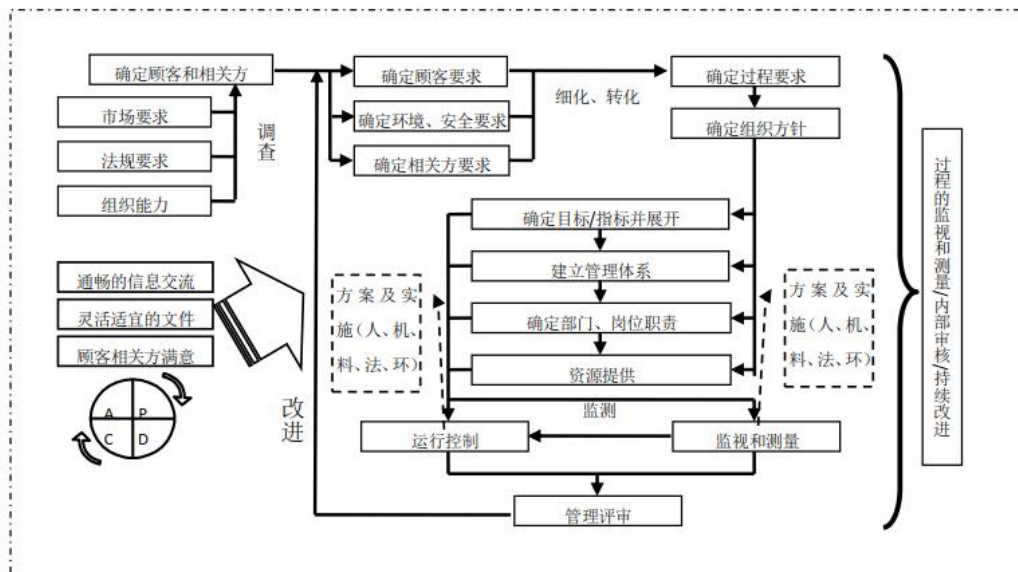 确定顾客和相关方
市场要求
法规要求
组织能力
调查
确定顾客要求
确定环境、安全要求
确定相关方要求
细化、转化
确定过程要求
确定组织方针
确定目标/指标并展开
建立管理体系
确定部门、岗位职责
资源提供
方案及实
施（人、机、
料、法、环）
方案及实
施（人、机、
料、法、环）
监测
运行控制
监视和测量
管理评审
通畅的信息交流
灵活适宜的文件
顾客相关方满意
A P
C D
改进
过程的监视和测量/内部审核/持续改进